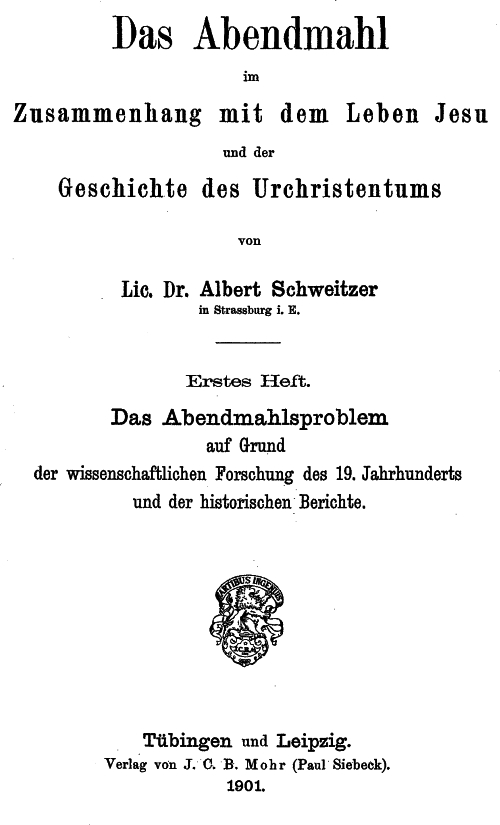 Das Abendmahl
im
Zusammenhang mit dem Leben Jesu
und der
Geschichte des Urchristentums
von
Lic. Dr. Albert Schweitzer
in Strassburg i. E.
Erstes Heft.
Das Abendmahlsproblem
auf Grund
der wissenschaftlichen Forschung des 19. Jahrhunderts
und der historischen Berichte.
ARTIBUS INGENUIS
Tübingen und Leipzig.
Verlag von J. C. B. Mohr (Paul Siebeck).
1901.